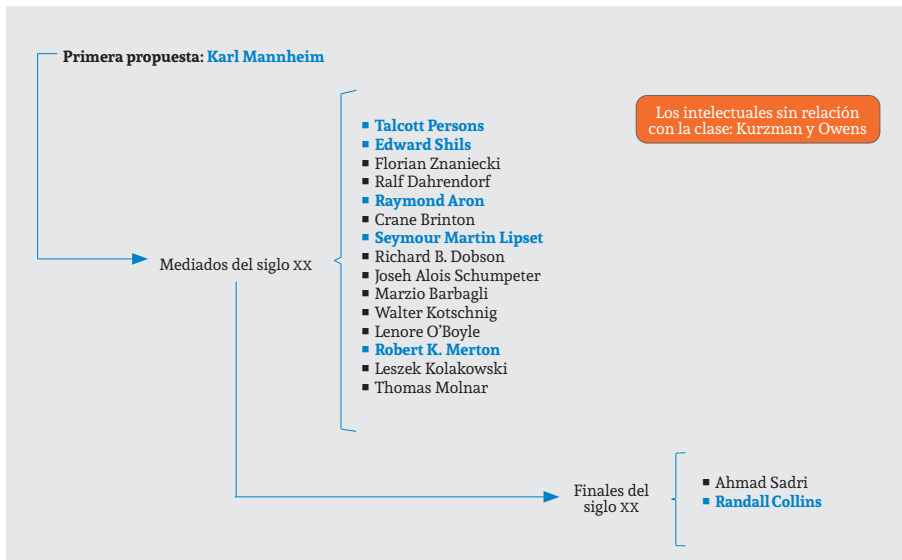 Primera propuesta: Karl Mannheim
Los intelectuales sin relación
con la clase: Kurzman y Owens
Mediados del siglo XX
Talcott Persons
Edward Shils
Florian Znaniecki
Ralf Dahrendorf
Raymond Aron
Crane Brinton
Seymour Martin Lipset
Richard B. Dobson
Joseh Alois Schumpeter
Marzio Barbagli
Walter Kotschnig
Lenore O’Boyle
Robert K. Merton
Leszek Kolakowski
Thomas Molnar
Finales del
siglo XX
Ahmad Sadri
Randall Collins